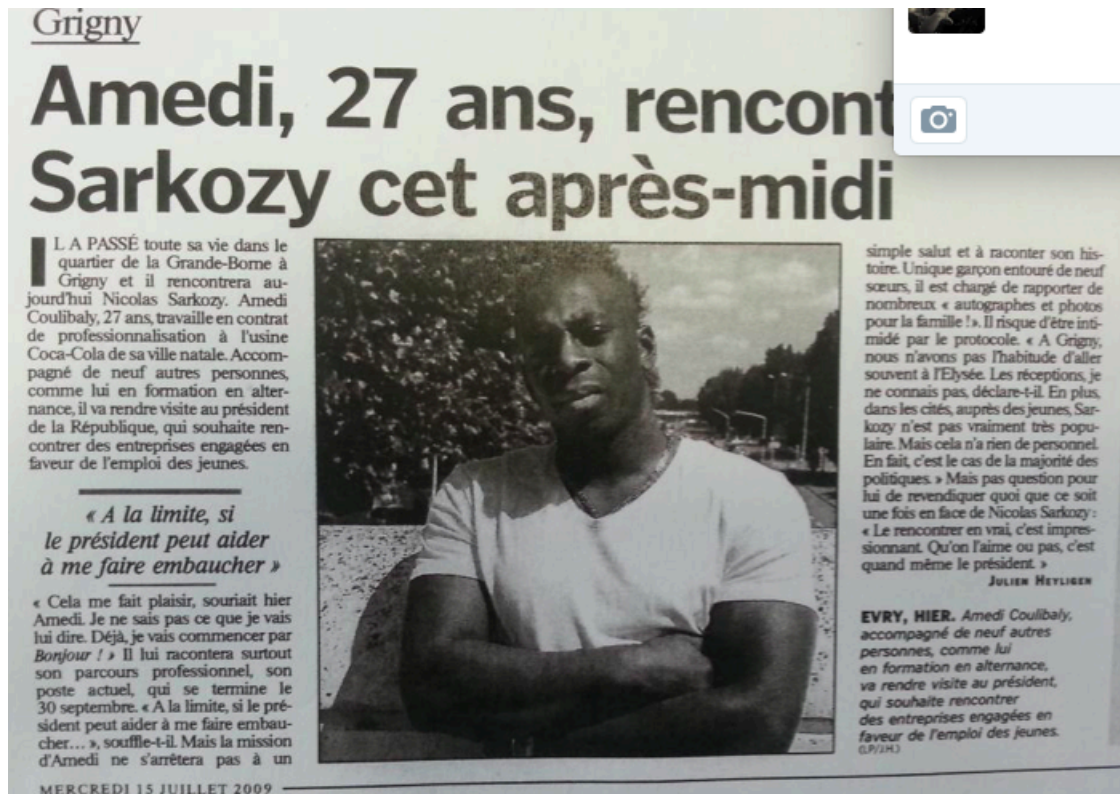 Grigny
Amedi, 27 ans, rencont
Sarkozy cet après-midi
IL A PASSÉ toute sa vie dans le
quartier de la Grande-Borne à
Grigny et il rencontrera au-
jourd'hui Nicolas Sarkozy. Amedi
Coulibaly, 27 ans, travaille en contrat
de professionnalisation à l'usine
Coca-Cola de sa ville natale. Accom-
pagné de neuf autres personnes,
comme lui en formation en alter-
nance, il va rendre visite au président
de la République, qui souhaite ren-
contrer des entreprises engagées en
faveur de l'emploi des jeunes.
« A la limite, si
le président peut aider
à me faire embaucher »
« Cela me fait plaisir, souriait hier
Amedi. Je ne sais pas ce que je vais
lui dire. Déjà, je vais commencer par
Bonjour ! » Il lui racontera surtout
son parcours professionnel, son
poste actuel, qui se termine le
30 septembre. « A la limite, si le pré-
sident peut aider à me faire embau-
cher... », souffle-t-il. Mais la mission
d'Amedi ne s'arrêtera pas à un
simple salut et à raconter son his-
toire. Unique garçon entouré de neuf
sœurs, il est chargé de rapporter de
nombreux « autographes et photos
pour la famille ! ». Il risque d'être inti-
midé par le protocole. « A Grigny,
nous n'avons pas l'habitude d'aller
souvent à l'Elysée. Les réceptions, je
ne connais pas, déclare-t-il. En plus,
dans les cités, auprès des jeunes, Sar-
kozy n'est pas vraiment très popu-
laire. Mais cela n'a rien de personnel.
En fait, c'est le cas de la majorité des
politiques. » Mais pas question pour
lui de revendiquer quoi que ce soit
une fois en face de Nicolas Sarkozy :
« Le rencontrer en vrai, c'est impres-
sionnant. Qu'on l'aime ou pas, c'est
quand même le président. »
JULIEN HEYLIGEN
EVRY, HIER. Amedi Coulibaly,
accompagné de neuf autres
personnes, comme lui
en formation en alternance,
va rendre visite au président,
qui souhaite rencontrer
des entreprises engagées en
faveur de l'emploi des jeunes.
(LP/J.H.)
MERCREDI 15 JUILLET 2009